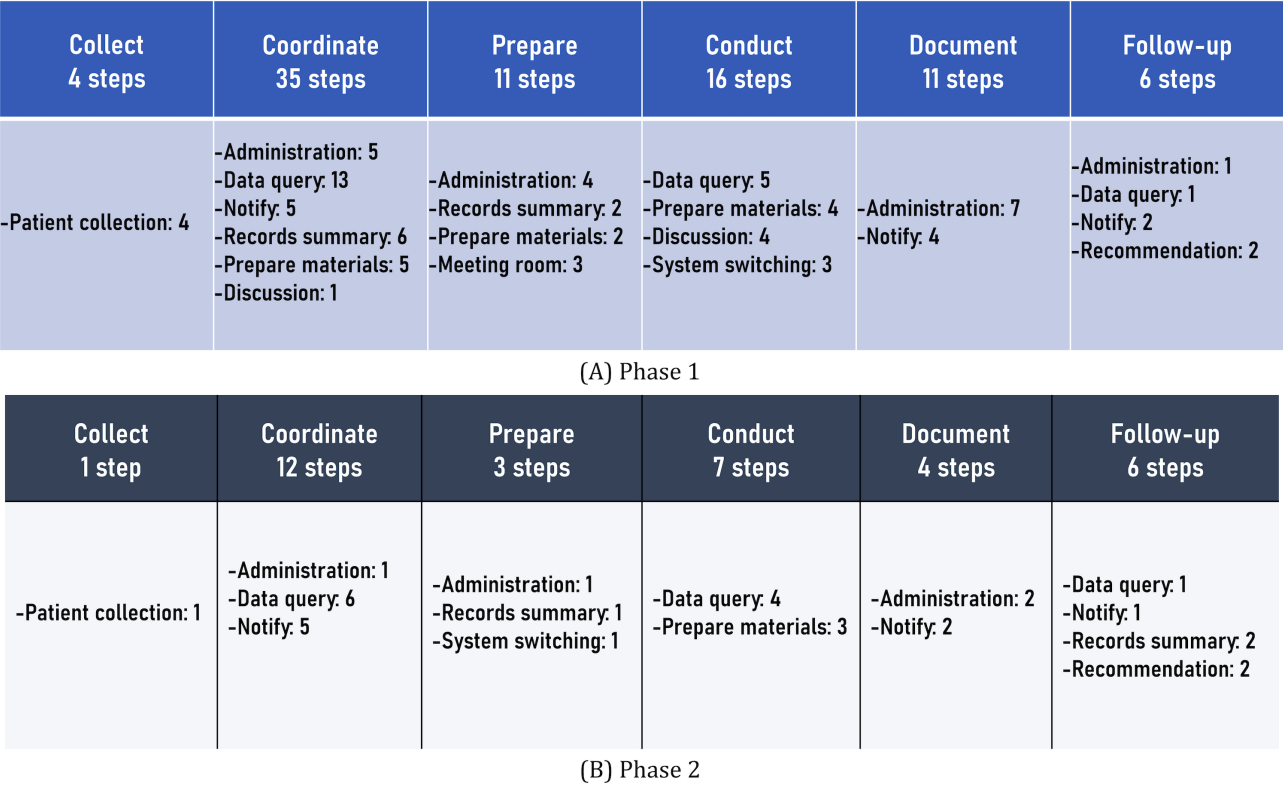 Collect
4 steps
Coordinate
35 steps
Prepare
11 steps
Conduct
16 steps
Document
11 steps
Follow-up
6 steps
-Patient collection: 4
-Administration: 5
-Data query: 13
-Notify: 5
-Records summary: 6
-Prepare materials: 5
-Discussion: 1
-Administration: 4
-Records summary: 2
-Prepare materials: 2
-Meeting room: 3
-Data query: 5
-Prepare materials: 4
-Discussion: 4
-System switching: 3
-Administration: 7
-Notify: 4
-Administration: 1
-Data query: 1
-Notify: 2
-Recommendation: 2
(A) Phase 1
Collect
1 step
Coordinate
12 steps
Prepare
3 steps
Conduct
7 steps
Document
4 steps
Follow-up
6 steps
-Patient collection: 1
-Administration: 1
-Data query: 6
-Notify: 5
-Administration: 1
-Records summary: 1
-System switching: 1
-Data query: 4
-Prepare materials: 3
-Administration: 2
-Notify: 2
-Data query: 1
-Notify: 1
-Records summary: 2
-Recommendation: 2
(B) Phase 2